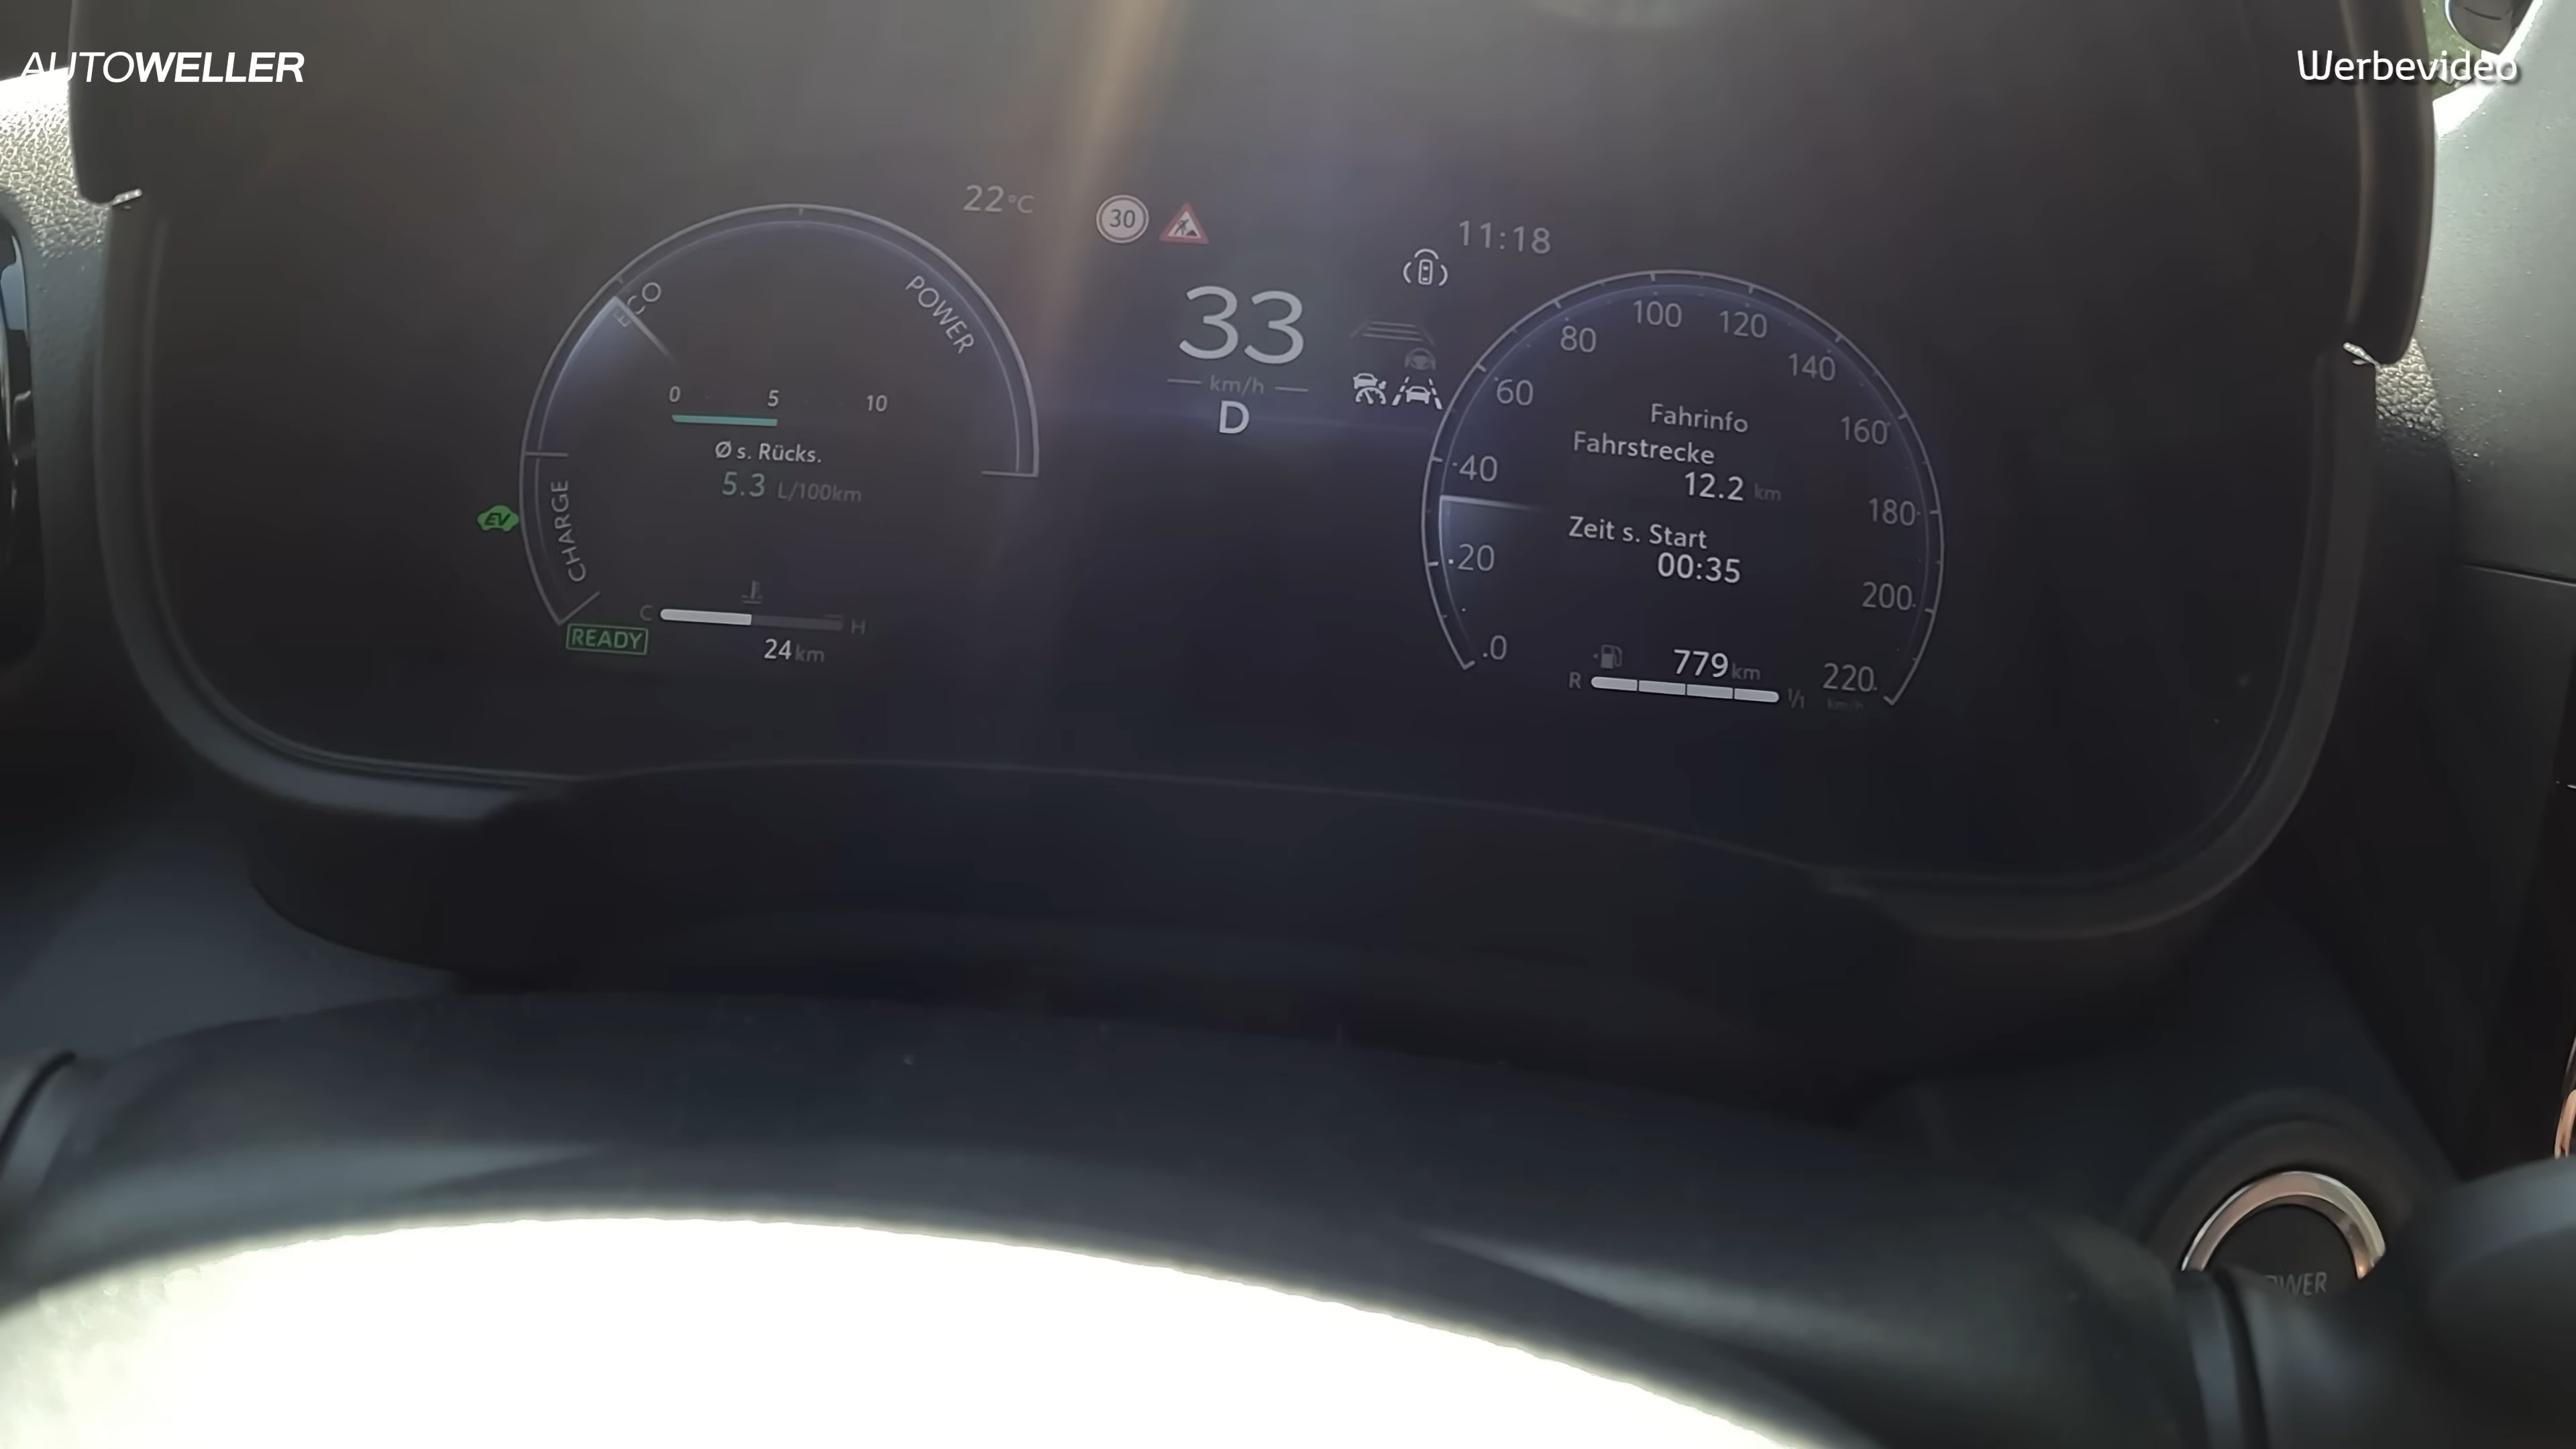 AUTOWELLER
Werbevideo
22°C
30
11:18
ECO
POWER
33
km/h
D
0 5 10
Ø s. Rücks.
5.3 L/100km
CHARGE
EV
READY
C H
24 km
0
20
40
60
80
100
120
140
160
180
200
220
km/h
Fahrinfo
Fahrstrecke
12.2 km
Zeit s. Start
00:35
779 km
R 1/1
POWER